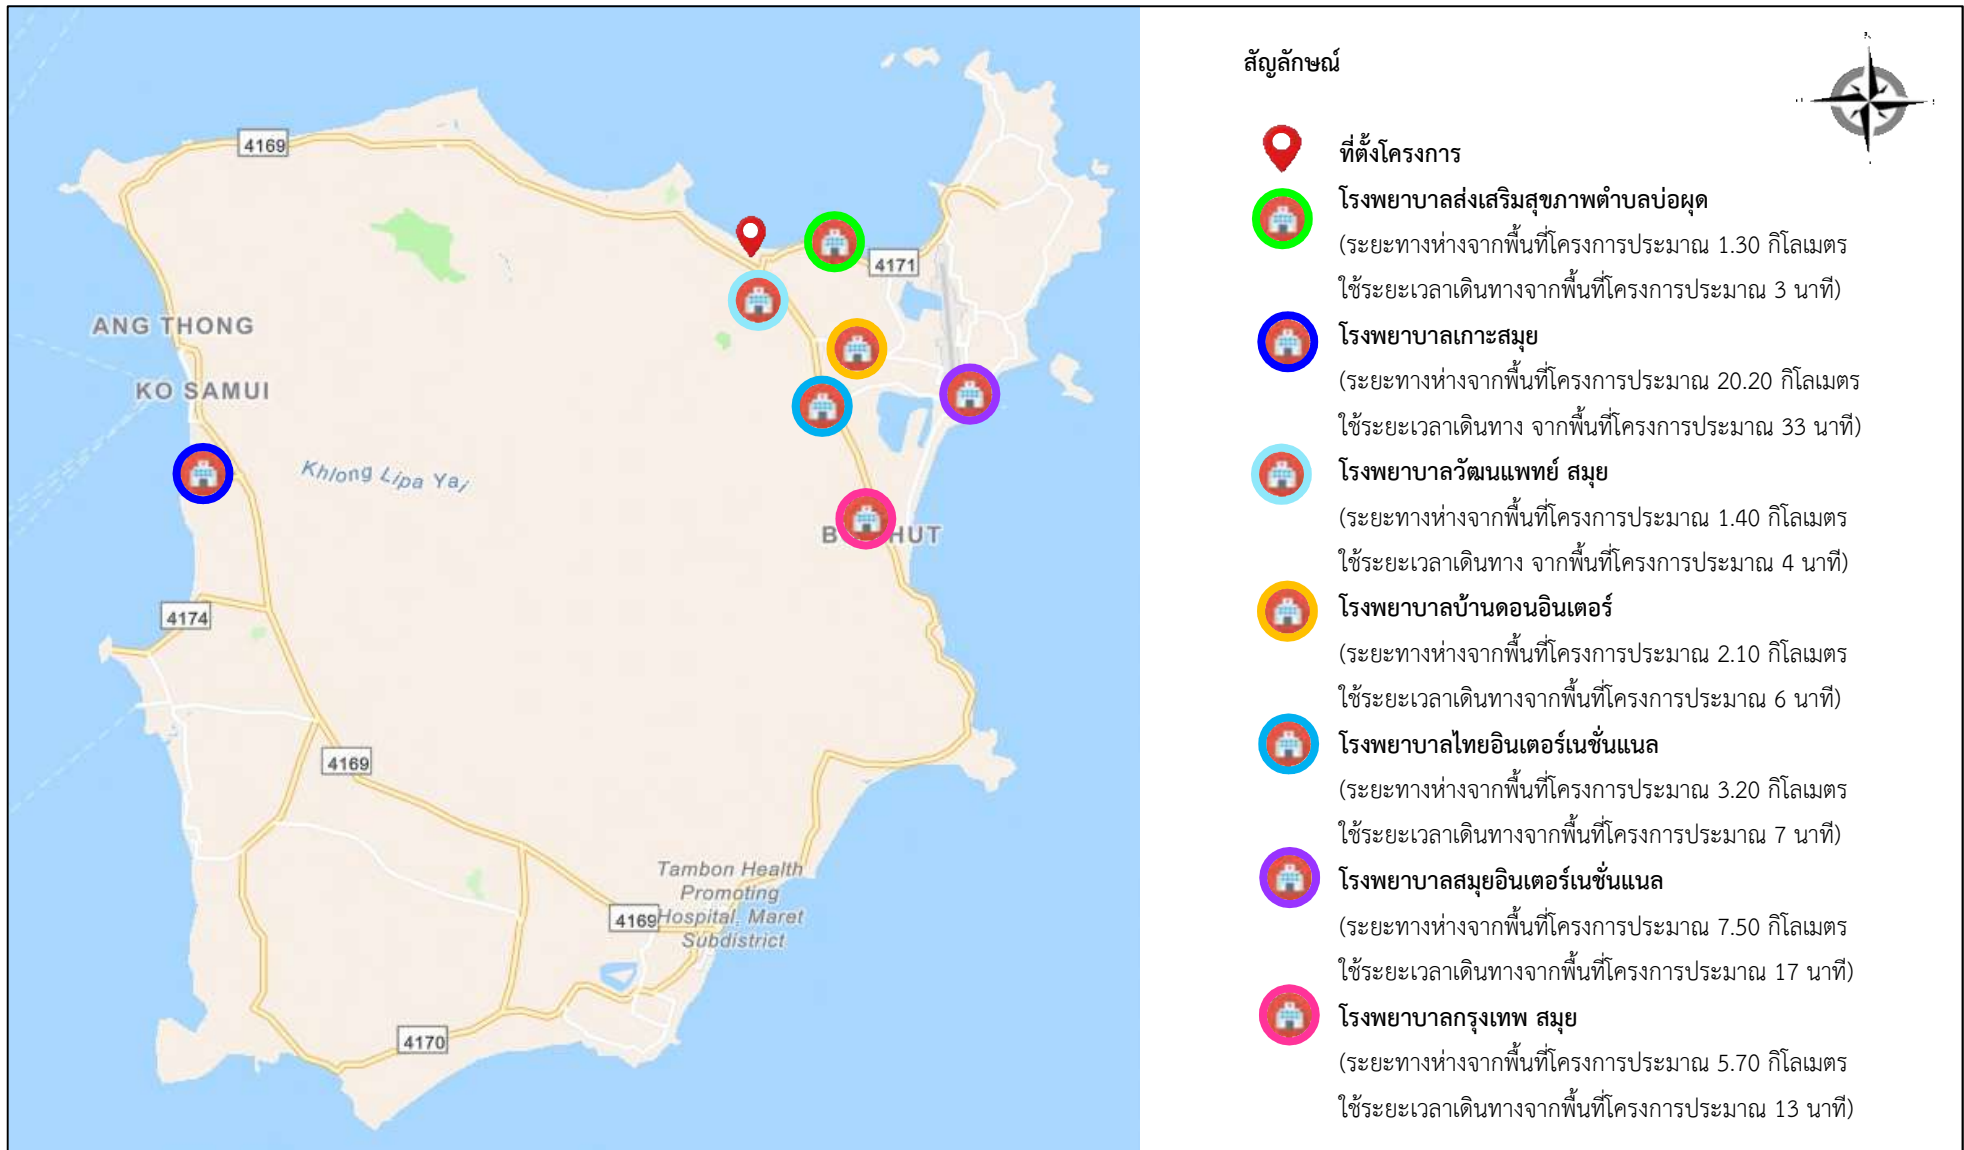 4169
4171
ANG THONG
KO SAMUI
Khlong Lipa Yai
4174
4169
Tambon Health
Promoting
Hospital, Maret
Subdistrict
4169
4170
สัญลักษณ์
ที่ตั้งโครงการ
โรงพยาบาลส่งเสริมสุขภาพตำบลบ่อผุด
(ระยะทางห่างจากพื้นที่โครงการประมาณ 1.30 กิโลเมตร
ใช้ระยะเวลาเดินทางจากพื้นที่โครงการประมาณ 3 นาที)
โรงพยาบาลเกาะสมุย
(ระยะทางห่างจากพื้นที่โครงการประมาณ 20.20 กิโลเมตร
ใช้ระยะเวลาเดินทาง จากพื้นที่โครงการประมาณ 33 นาที)
โรงพยาบาลวัฒนแพทย์ สมุย
(ระยะทางห่างจากพื้นที่โครงการประมาณ 1.40 กิโลเมตร
ใช้ระยะเวลาเดินทาง จากพื้นที่โครงการประมาณ 4 นาที)
โรงพยาบาลบ้านดอนอินเตอร์
(ระยะทางห่างจากพื้นที่โครงการประมาณ 2.10 กิโลเมตร
ใช้ระยะเวลาเดินทางจากพื้นที่โครงการประมาณ 6 นาที)
โรงพยาบาลไทยอินเตอร์เนชั่นแนล
(ระยะทางห่างจากพื้นที่โครงการประมาณ 3.20 กิโลเมตร
ใช้ระยะเวลาเดินทางจากพื้นที่โครงการประมาณ 7 นาที)
โรงพยาบาลสมุยอินเตอร์เนชั่นแนล
(ระยะทางห่างจากพื้นที่โครงการประมาณ 7.50 กิโลเมตร
ใช้ระยะเวลาเดินทางจากพื้นที่โครงการประมาณ 17 นาที)
โรงพยาบาลกรุงเทพ สมุย
(ระยะทางห่างจากพื้นที่โครงการประมาณ 5.70 กิโลเมตร
ใช้ระยะเวลาเดินทางจากพื้นที่โครงการประมาณ 13 นาที)